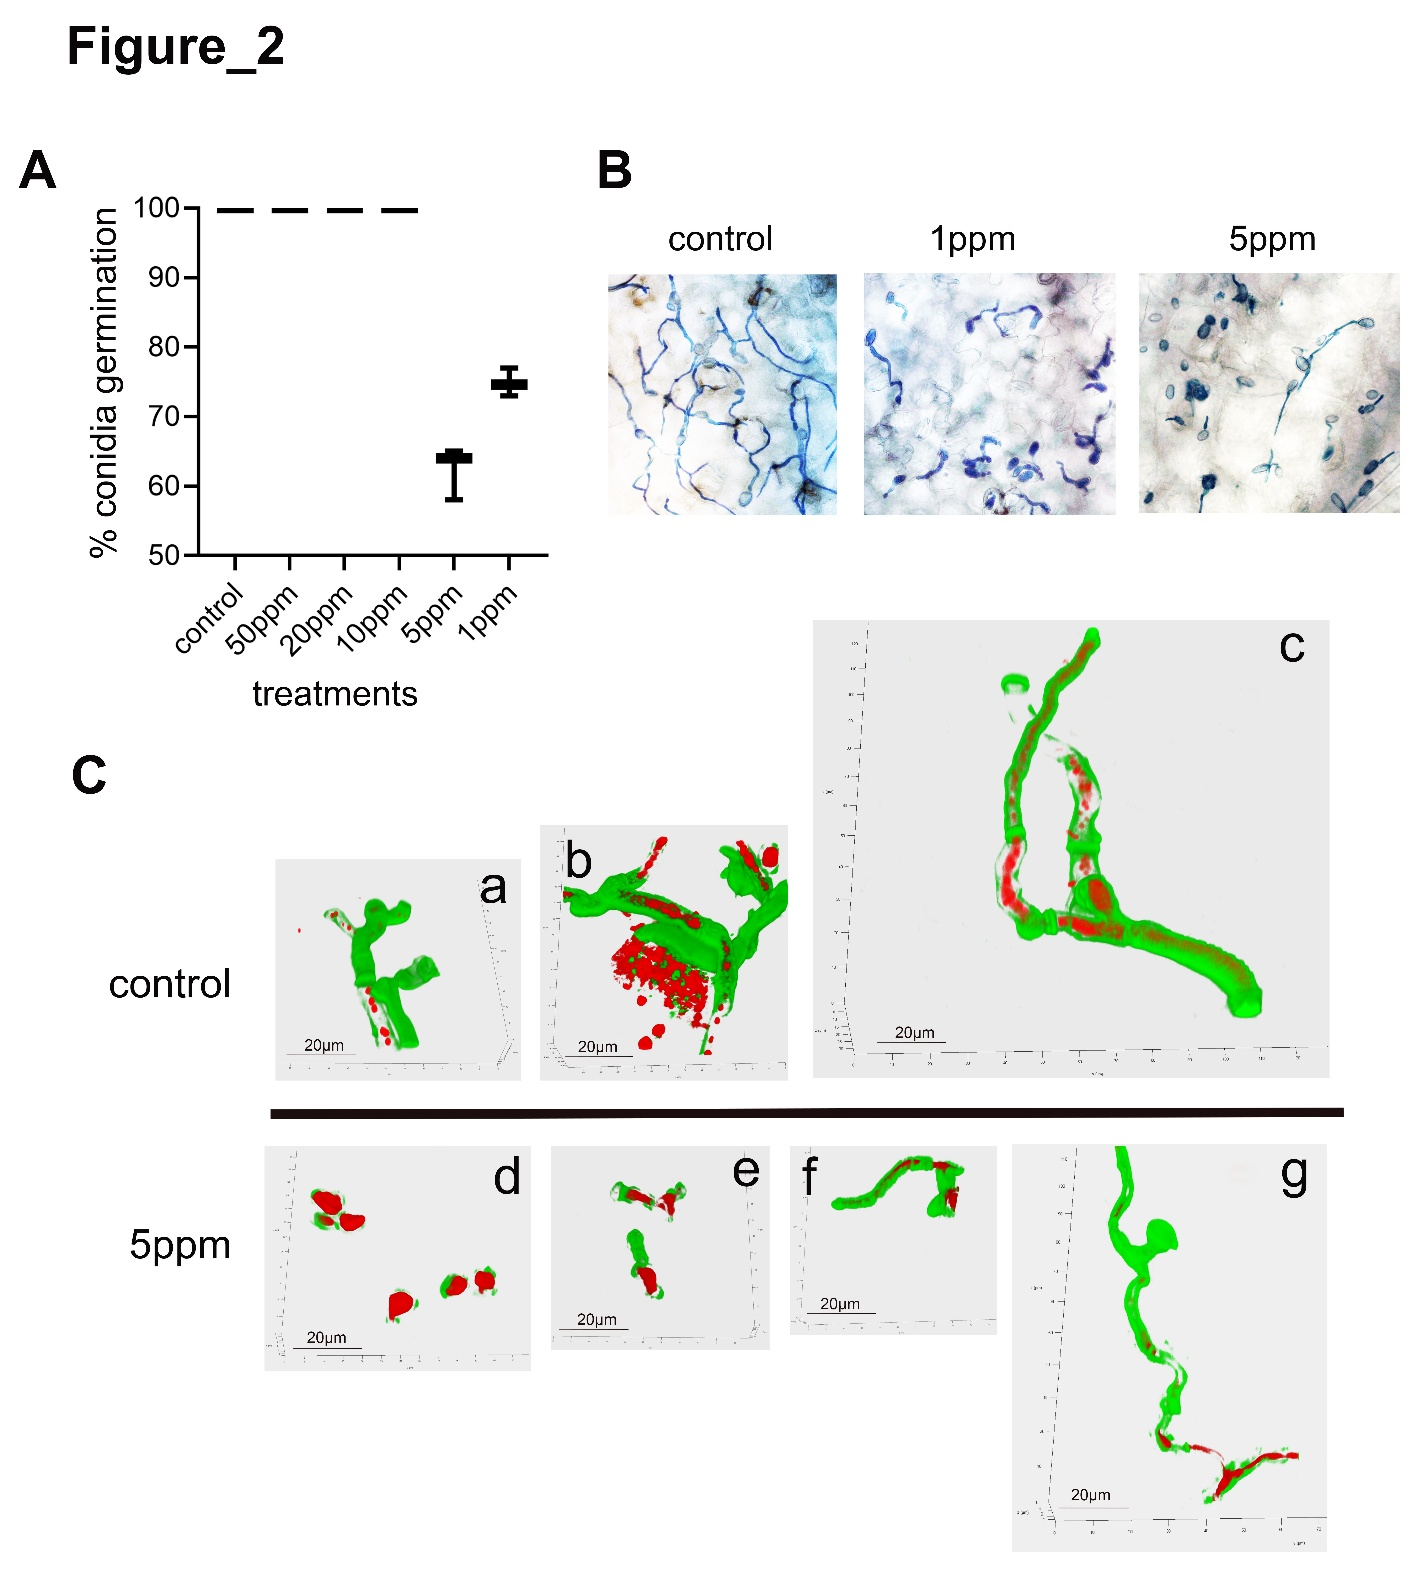 Figure_2
A
% conidia germination
100
90
80
70
60
50
control
50ppm
20ppm
10ppm
5ppm
1ppm
treatments
B
control
1ppm
5ppm
C
control
a
20µm
b
20µm
c
20µm
5ppm
d
20µm
e
20µm
f
20µm
g
20µm